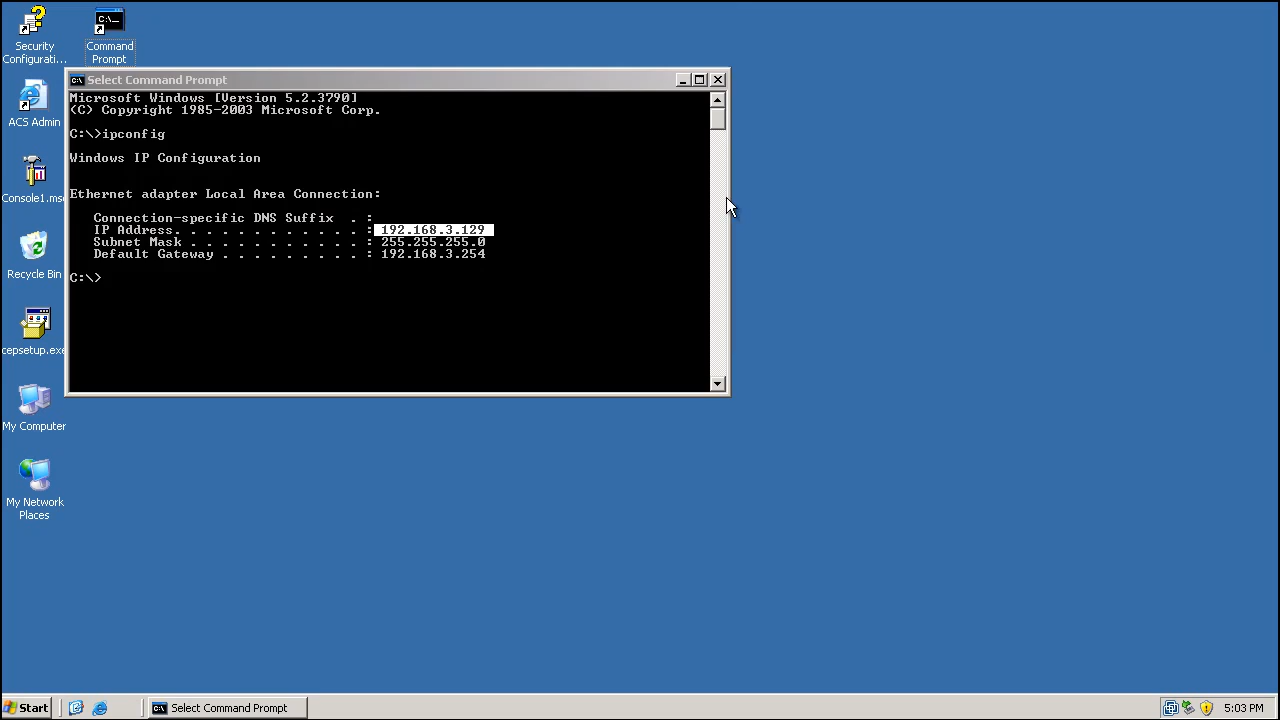 Security
Configurati...
Command
Prompt
ACS Admin
Console1.ms
Recycle Bin
cepsetup.exe
My Computer
My Network
Places
C:\ Select Command Prompt
Microsoft Windows [Version 5.2.3790]
(C) Copyright 1985-2003 Microsoft Corp.
C:\>ipconfig
Windows IP Configuration
Ethernet adapter Local Area Connection:
Connection-specific DNS Suffix . :
IP Address. . . . . . . . . . . . : 192.168.3.129
Subnet Mask . . . . . . . . . . . : 255.255.255.0
Default Gateway . . . . . . . . . : 192.168.3.254
C:\>
Start
C:\ Select Command Prompt
5:03 PM